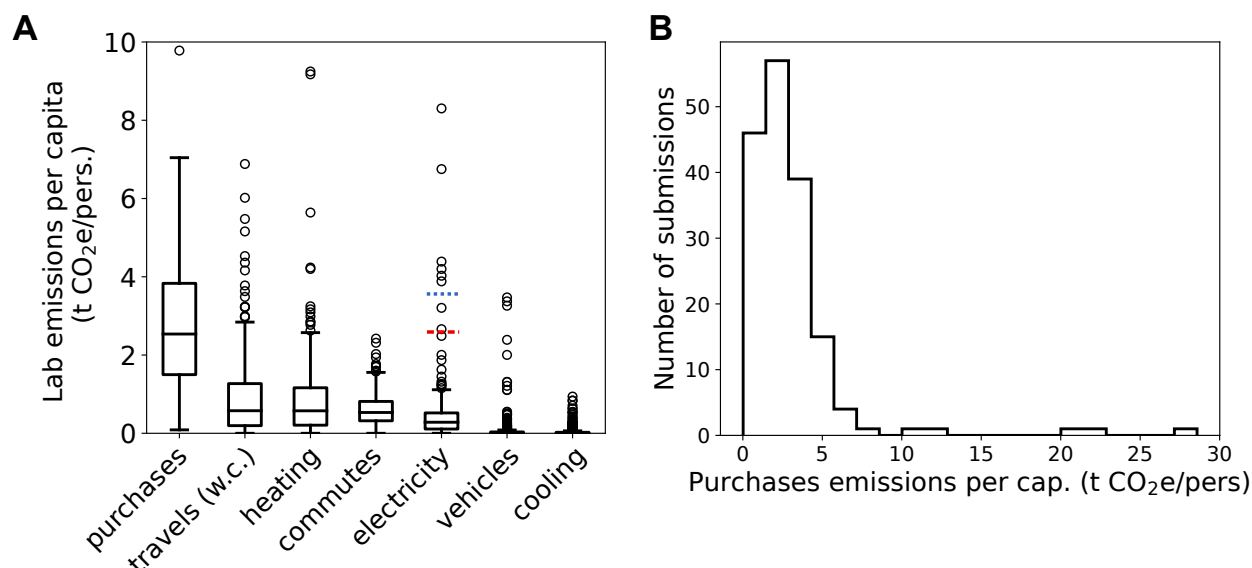 A
Lab emissions per capita
(t CO₂e/pers.)
10
8
6
4
2
0
purchases
travels (w.c.)
heating
commutes
electricity
vehicles
cooling
B
Number of submissions
50
40
30
20
10
0
0
5
10
15
20
25
30
Purchases emissions per cap. (t CO₂e/pers)